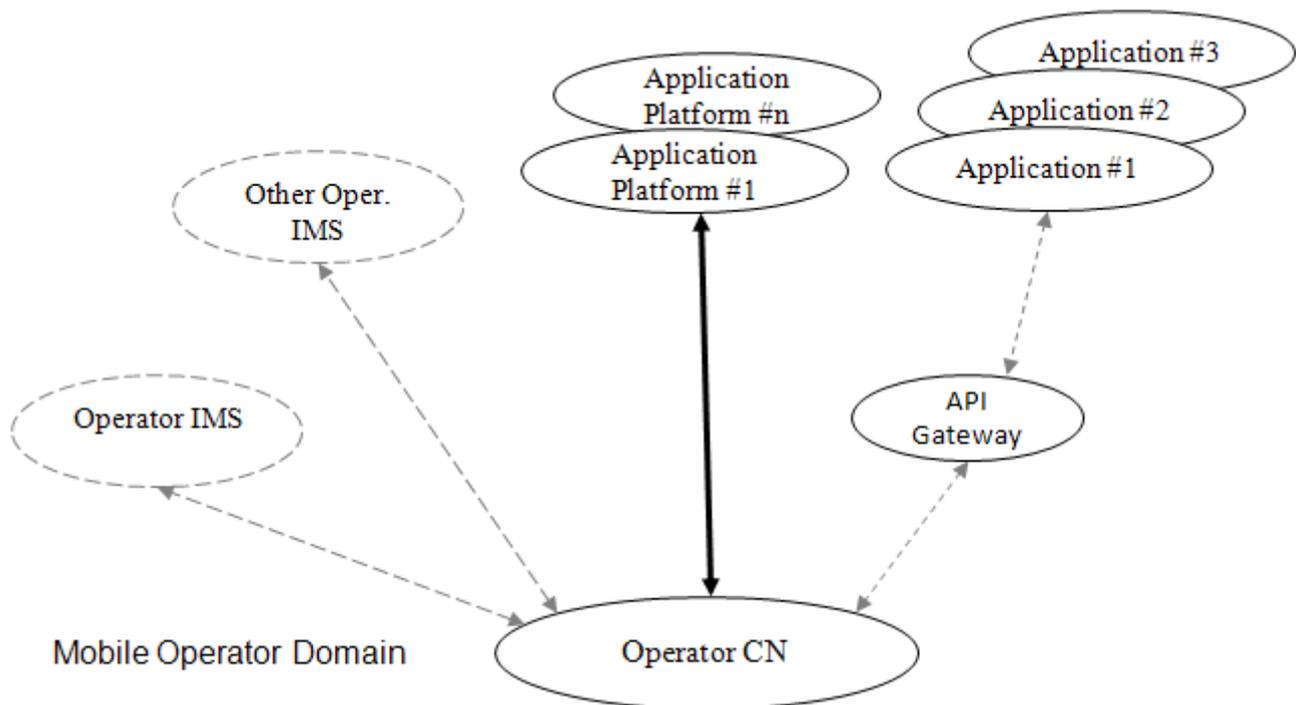 Application #3
Application
Platform #n
Application #2
Application
Platform #1
Application #1
Other Oper.
IMS
Operator IMS
API
Gateway
Mobile Operator Domain
Operator CN